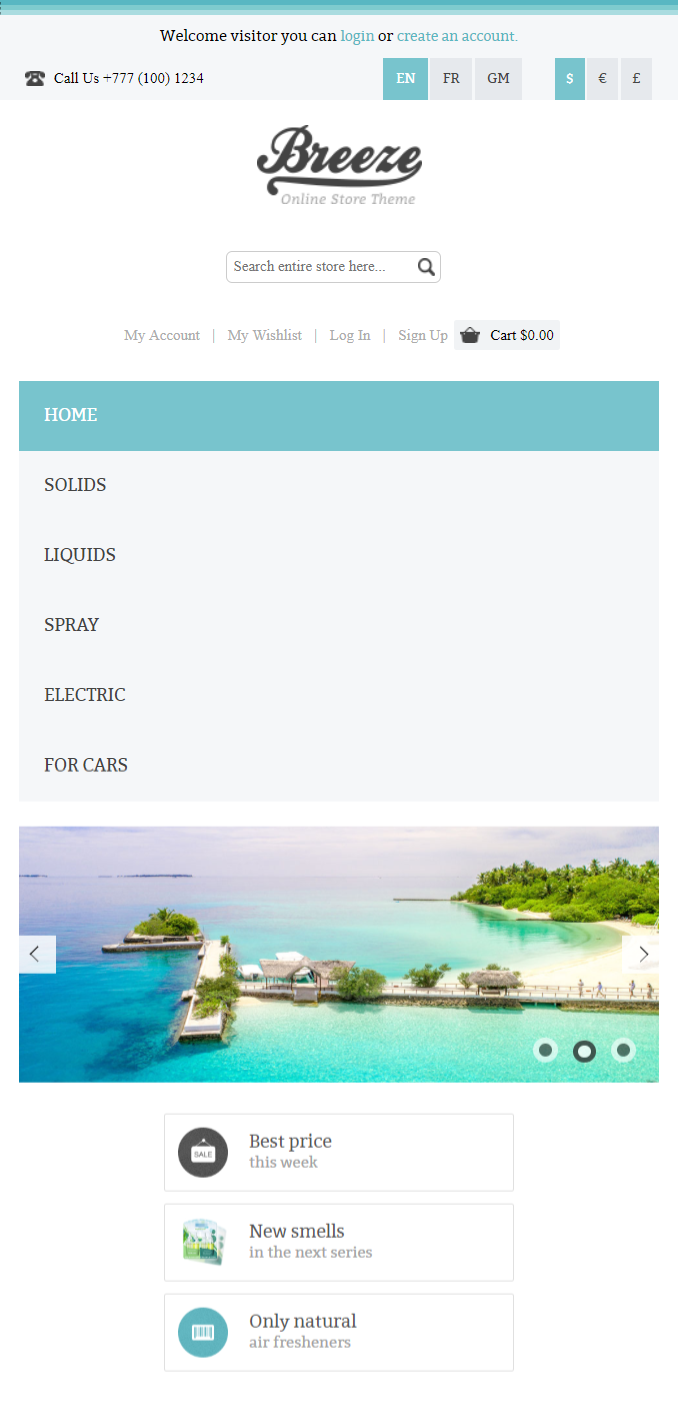 Welcome visitor you can login or create an account.
Call Us +777 (100) 1234
EN FR GM $ € £
Breeze
Online Store Theme
Search entire store here...
My Account | My Wishlist | Log In | Sign Up Cart $0.00
HOME
SOLIDS
LIQUIDS
SPRAY
ELECTRIC
FOR CARS
SALE
Best price
this week
New smells
in the next series
Only natural
air fresheners